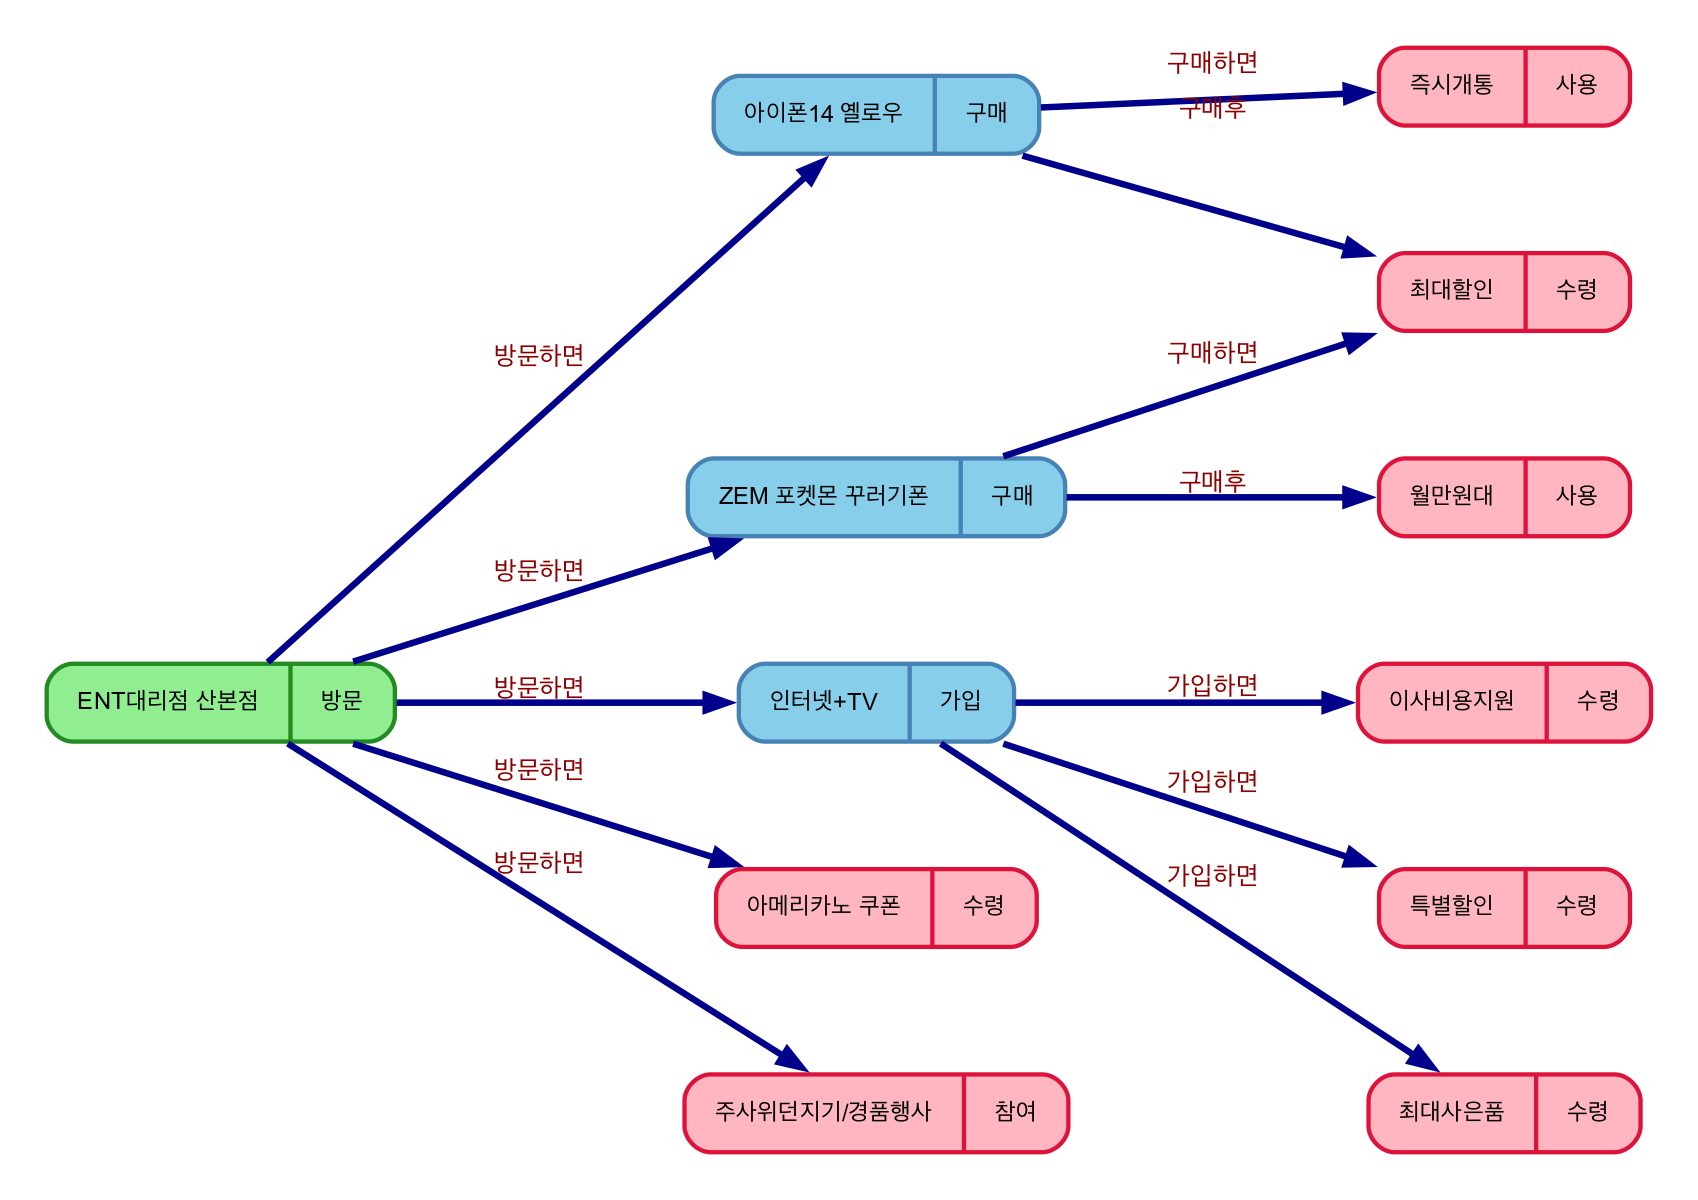 구매하면
즉시개통 사용
아이폰14 옐로우 구매
구매후
최대할인 수령
방문하면
구매하면
구매후
ZEM 포켓몬 꾸러기폰 구매
월만원대 사용
방문하면
방문하면
가입하면
ENT대리점 산본점 방문
인터넷+TV 가입
이사비용지원 수령
방문하면
가입하면
방문하면
가입하면
아메리카노 쿠폰 수령
특별할인 수령
주사위던지기/경품행사 참여
최대사은품 수령